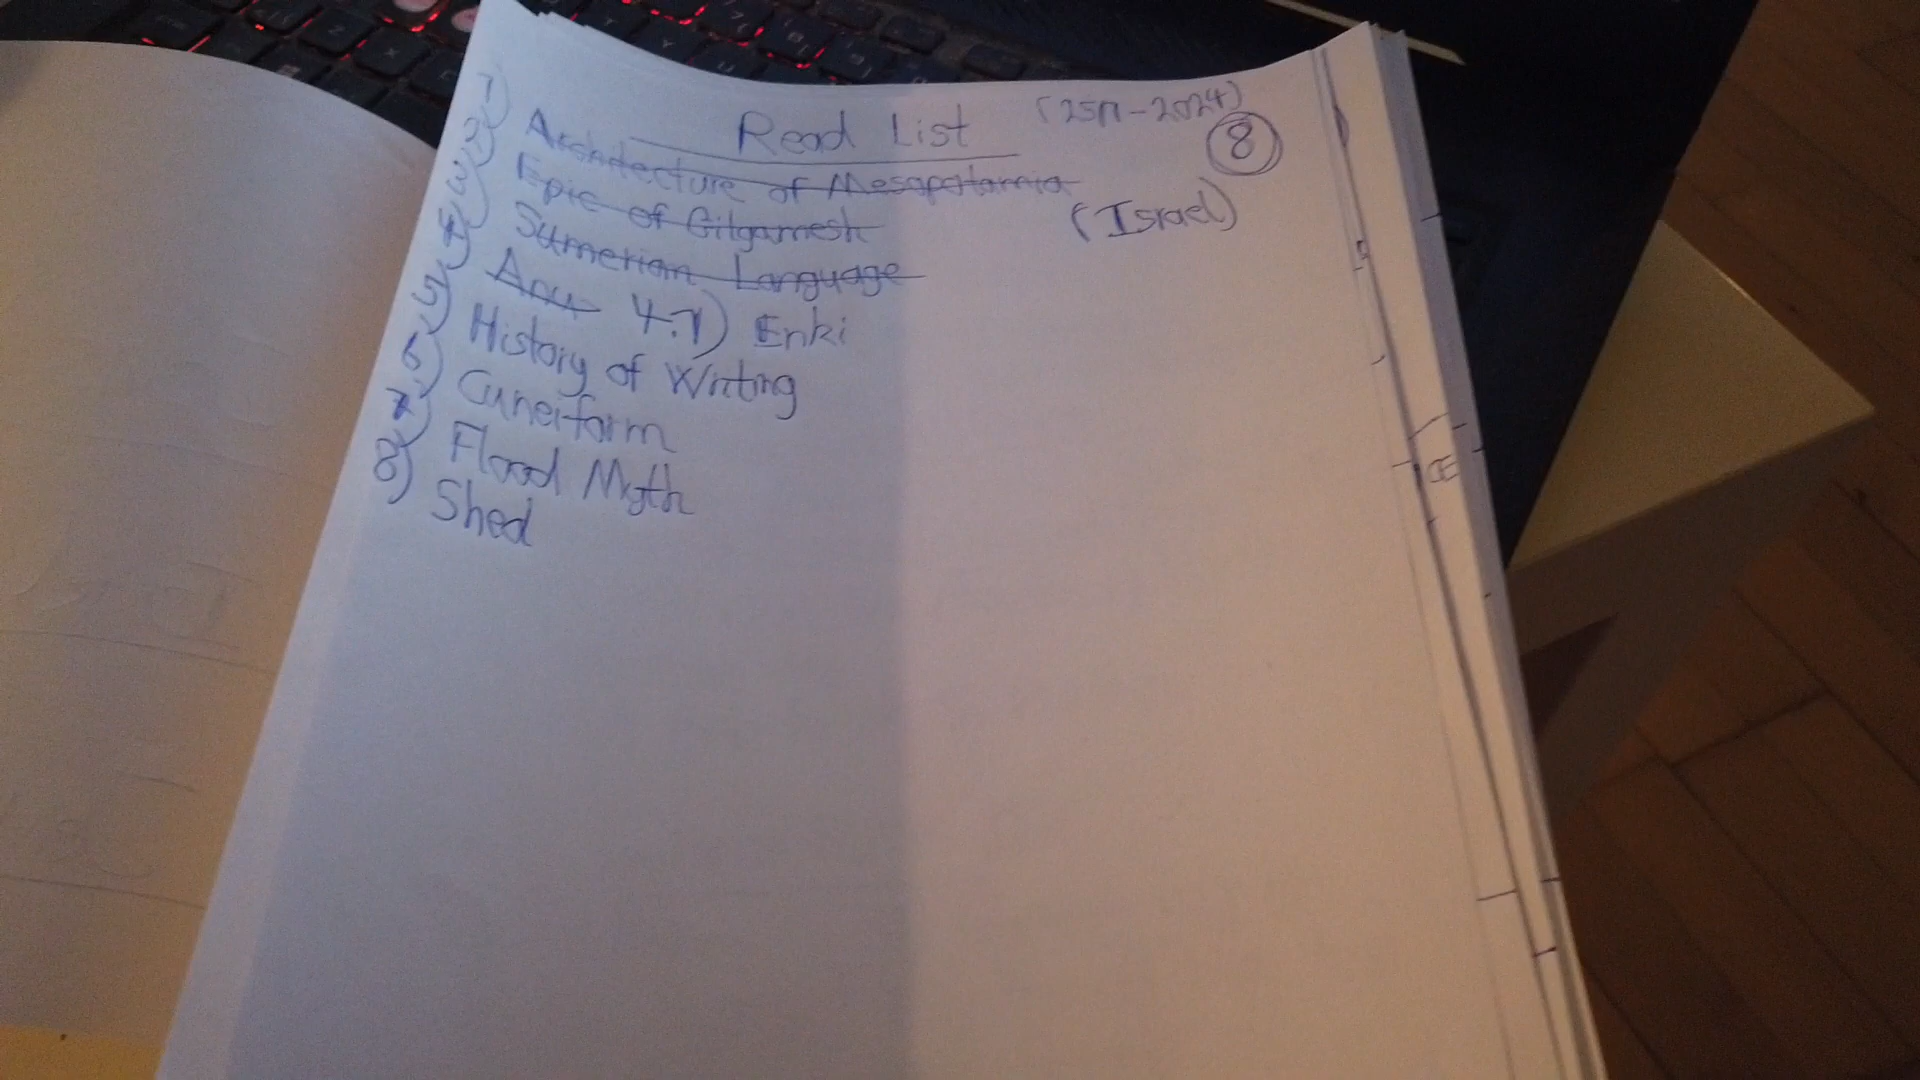 Read List (25/1-2024)
8
1) Architecture of Mesopotamia
2) Epic of Gilgamesh (Israel)
3) Sumerian Language
4) Anu 4.1) Enki
5) History of Writing
6) Cuneiform
7) Flood Myth
8) Shed